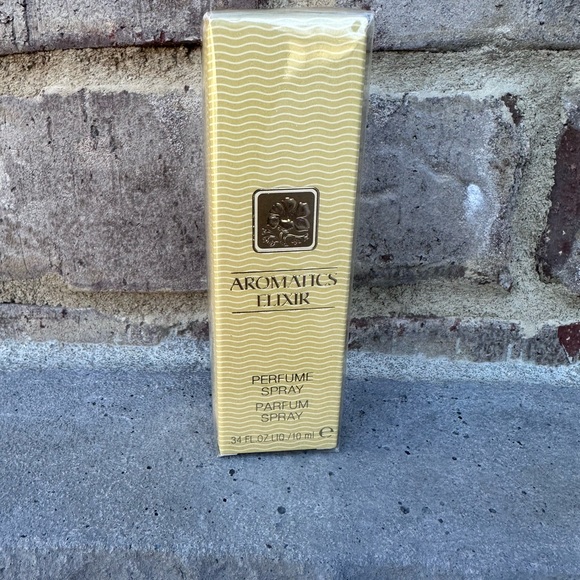 AROMATICS
ELIXIR
PERFUME
SPRAY
PARFUM
SPRAY
.34 FL OZ LIQ / 10 ml ℮